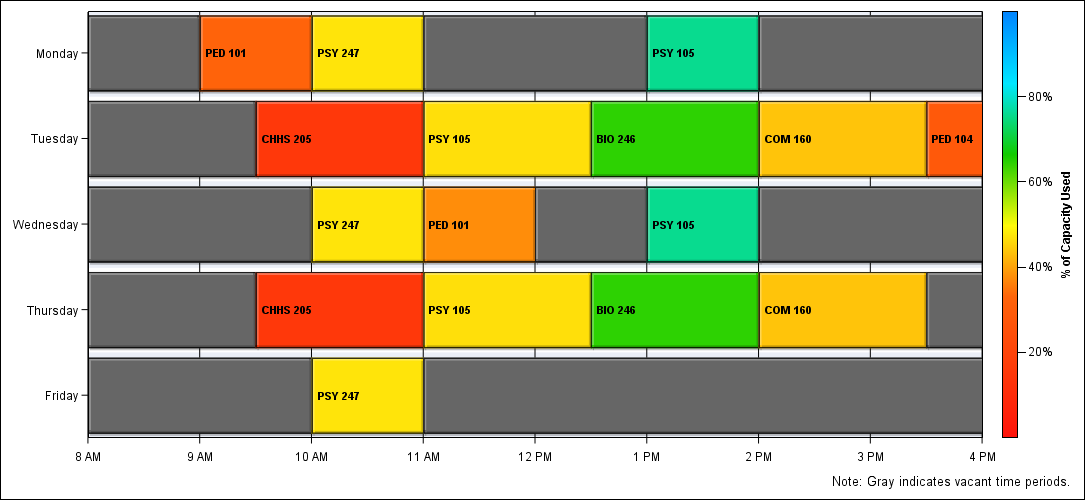 Monday PED 101 PSY 247 PSY 105
80%
Tuesday CHHS 205 PSY 105 BIO 246 COM 160 PED 104
60%
% of Capacity Used
Wednesday PSY 247 PED 101 PSY 105
40%
Thursday CHHS 205 PSY 105 BIO 246 COM 160
20%
Friday PSY 247
8 AM 9 AM 10 AM 11 AM 12 PM 1 PM 2 PM 3 PM 4 PM
Note: Gray indicates vacant time periods.